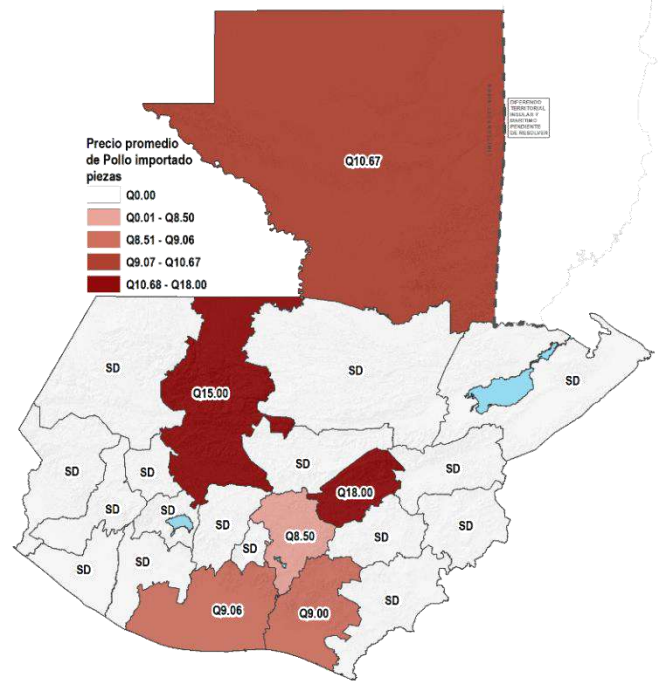 DIFERENDO
TERRITORIAL,
INSULAR Y
MARÍTIMO
PENDIENTE
DE RESOLVER
Precio promedio
de Pollo importado
piezas
Q0.00
Q0.01 - Q8.50
Q8.51 - Q9.06
Q9.07 - Q10.67
Q10.68 - Q18.00
Q10.67
SD
SD
SD
Q15.00
SD
SD
SD
SD
Q18.00
SD
SD
SD
SD
Q8.50
SD
SD
SD
SD
SD
Q9.06
Q9.00
SD